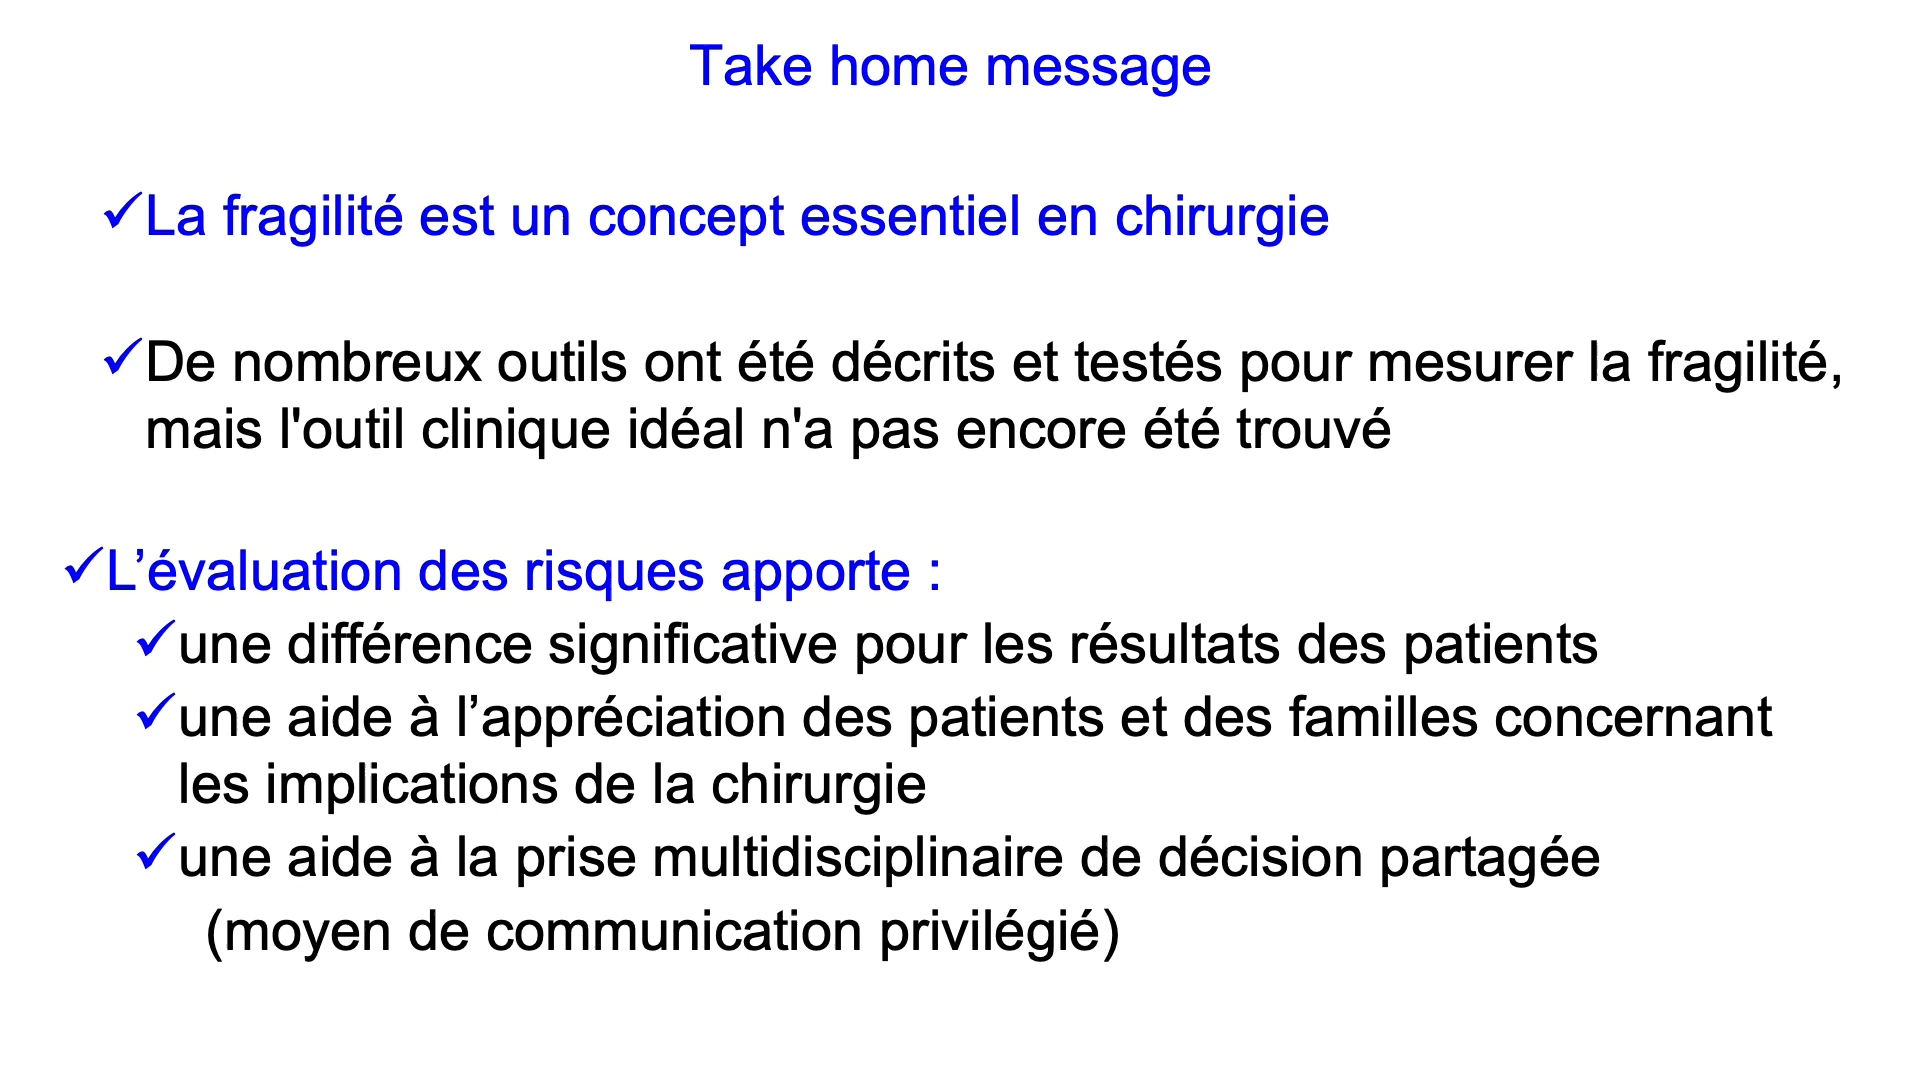 Take home message
✓La fragilité est un concept essentiel en chirurgie
✓De nombreux outils ont été décrits et testés pour mesurer la fragilité,
mais l'outil clinique idéal n'a pas encore été trouvé
✓L’évaluation des risques apporte :
✓une différence significative pour les résultats des patients
✓une aide à l’appréciation des patients et des familles concernant
les implications de la chirurgie
✓une aide à la prise multidisciplinaire de décision partagée
(moyen de communication privilégié)